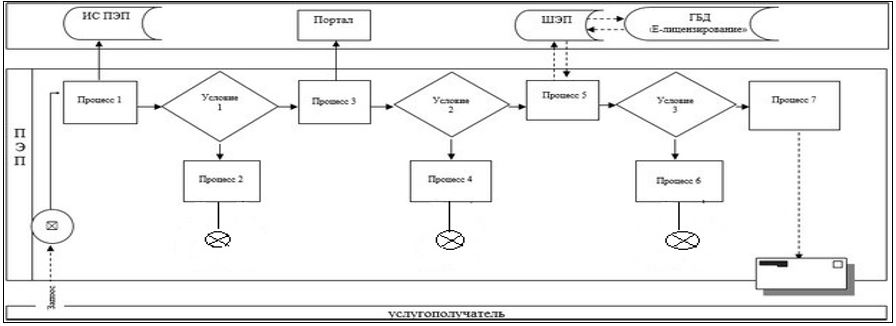 ИС ПЭП
Портал
ШЭП
ГБД
«Е-лицензирование»
ПЭП
Процесс 1
Условие
1
Процесс 3
Условие
2
Процесс 5
Условие
3
Процесс 7
Процесс 2
Процесс 4
Процесс 6
Запрос
услугополучатель